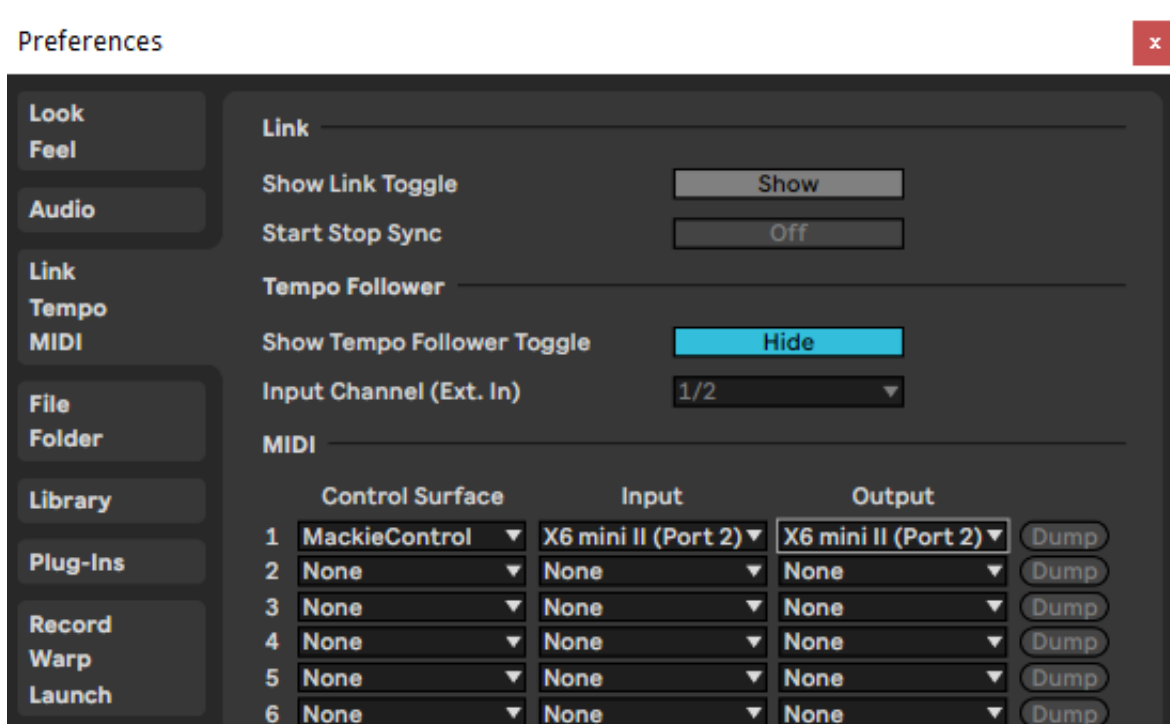 Preferences
x
Look
Feel
Audio
Link
Tempo
MIDI
File
Folder
Library
Plug-Ins
Record
Warp
Launch
Link
Show Link Toggle Show
Start Stop Sync Off
Tempo Follower
Show Tempo Follower Toggle Hide
Input Channel (Ext. In) 1/2
MIDI
Control Surface Input Output
1 MackieControl X6 mini II (Port 2) X6 mini II (Port 2) Dump
2 None None None Dump
3 None None None Dump
4 None None None Dump
5 None None None Dump
6 None None None Dump